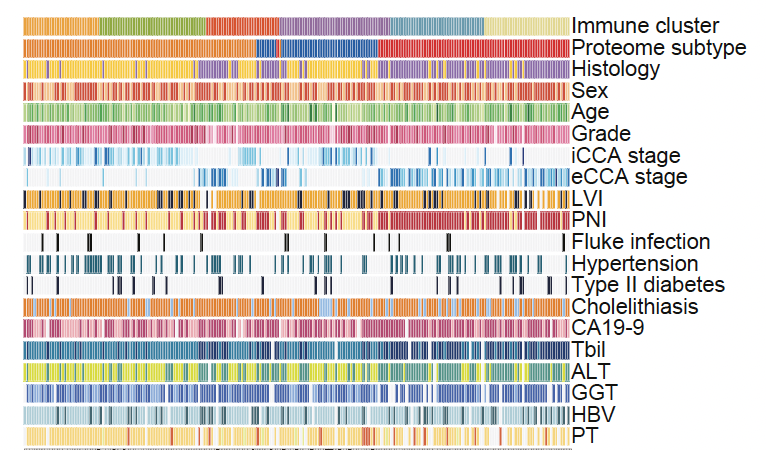 Immune cluster
Proteome subtype
Histology
Sex
Age
Grade
iCCA stage
eCCA stage
LVI
PNI
Fluke infection
Hypertension
Type II diabetes
Cholelithiasis
CA19-9
Tbil
ALT
GGT
HBV
PT